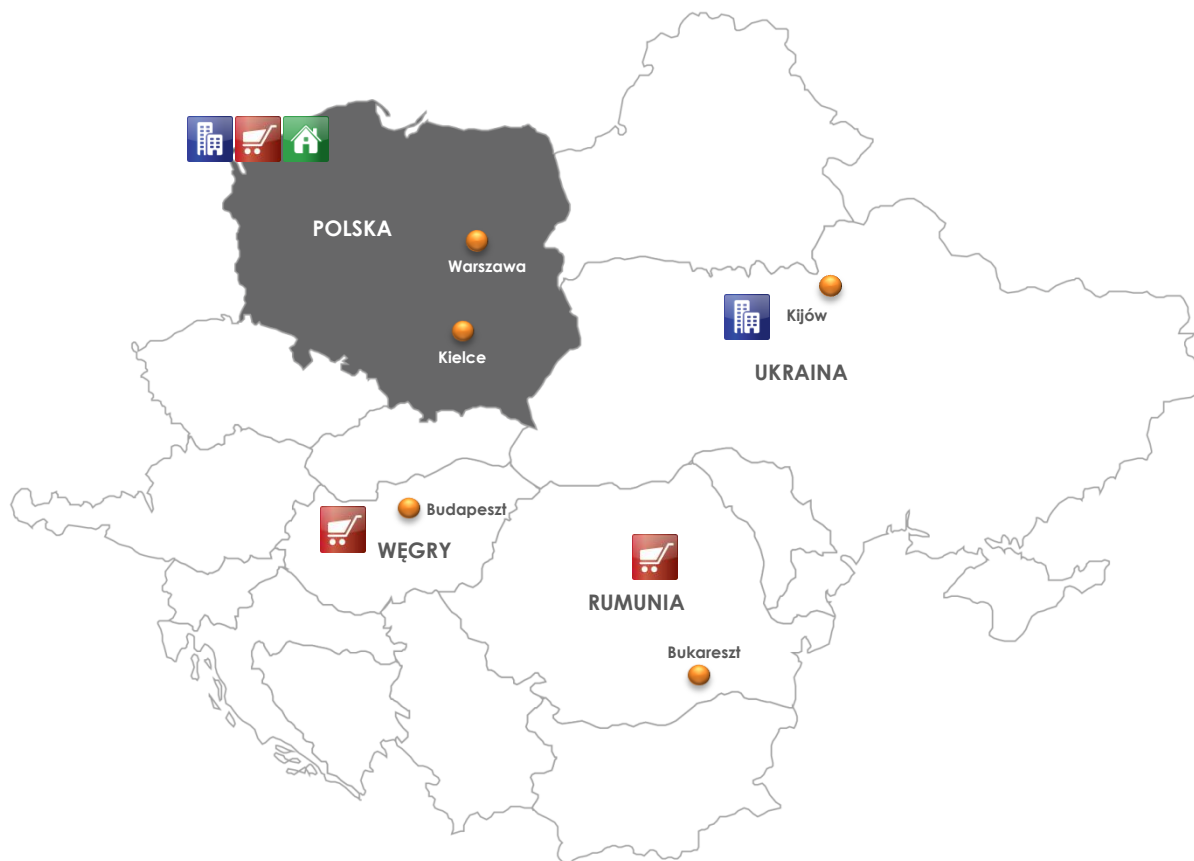 POLSKA
Warszawa
Kijów
Kielce
UKRAINA
Budapeszt
WĘGRY
RUMUNIA
Bukareszt